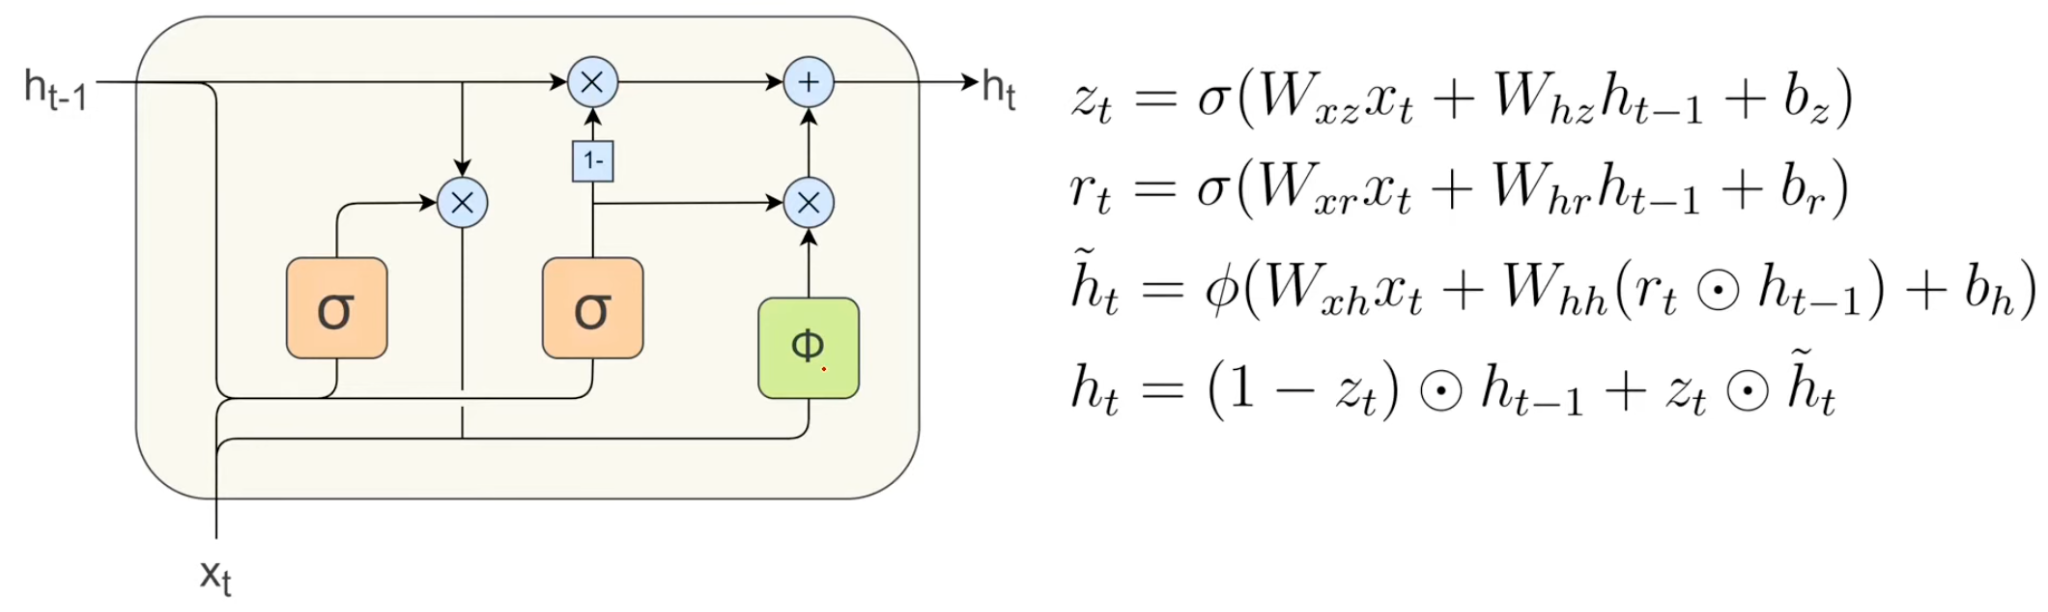 h_{t-1}
×
+
h_t
1-
×
×
σ
σ
Φ
x_t
z_t = σ(W_{xz}x_t + W_{hz}h_{t-1} + b_z)
r_t = σ(W_{xr}x_t + W_{hr}h_{t-1} + b_r)
h̃_t = ϕ(W_{xh}x_t + W_{hh}(r_t ⊙ h_{t-1}) + b_h)
h_t = (1 − z_t) ⊙ h_{t-1} + z_t ⊙ h̃_t